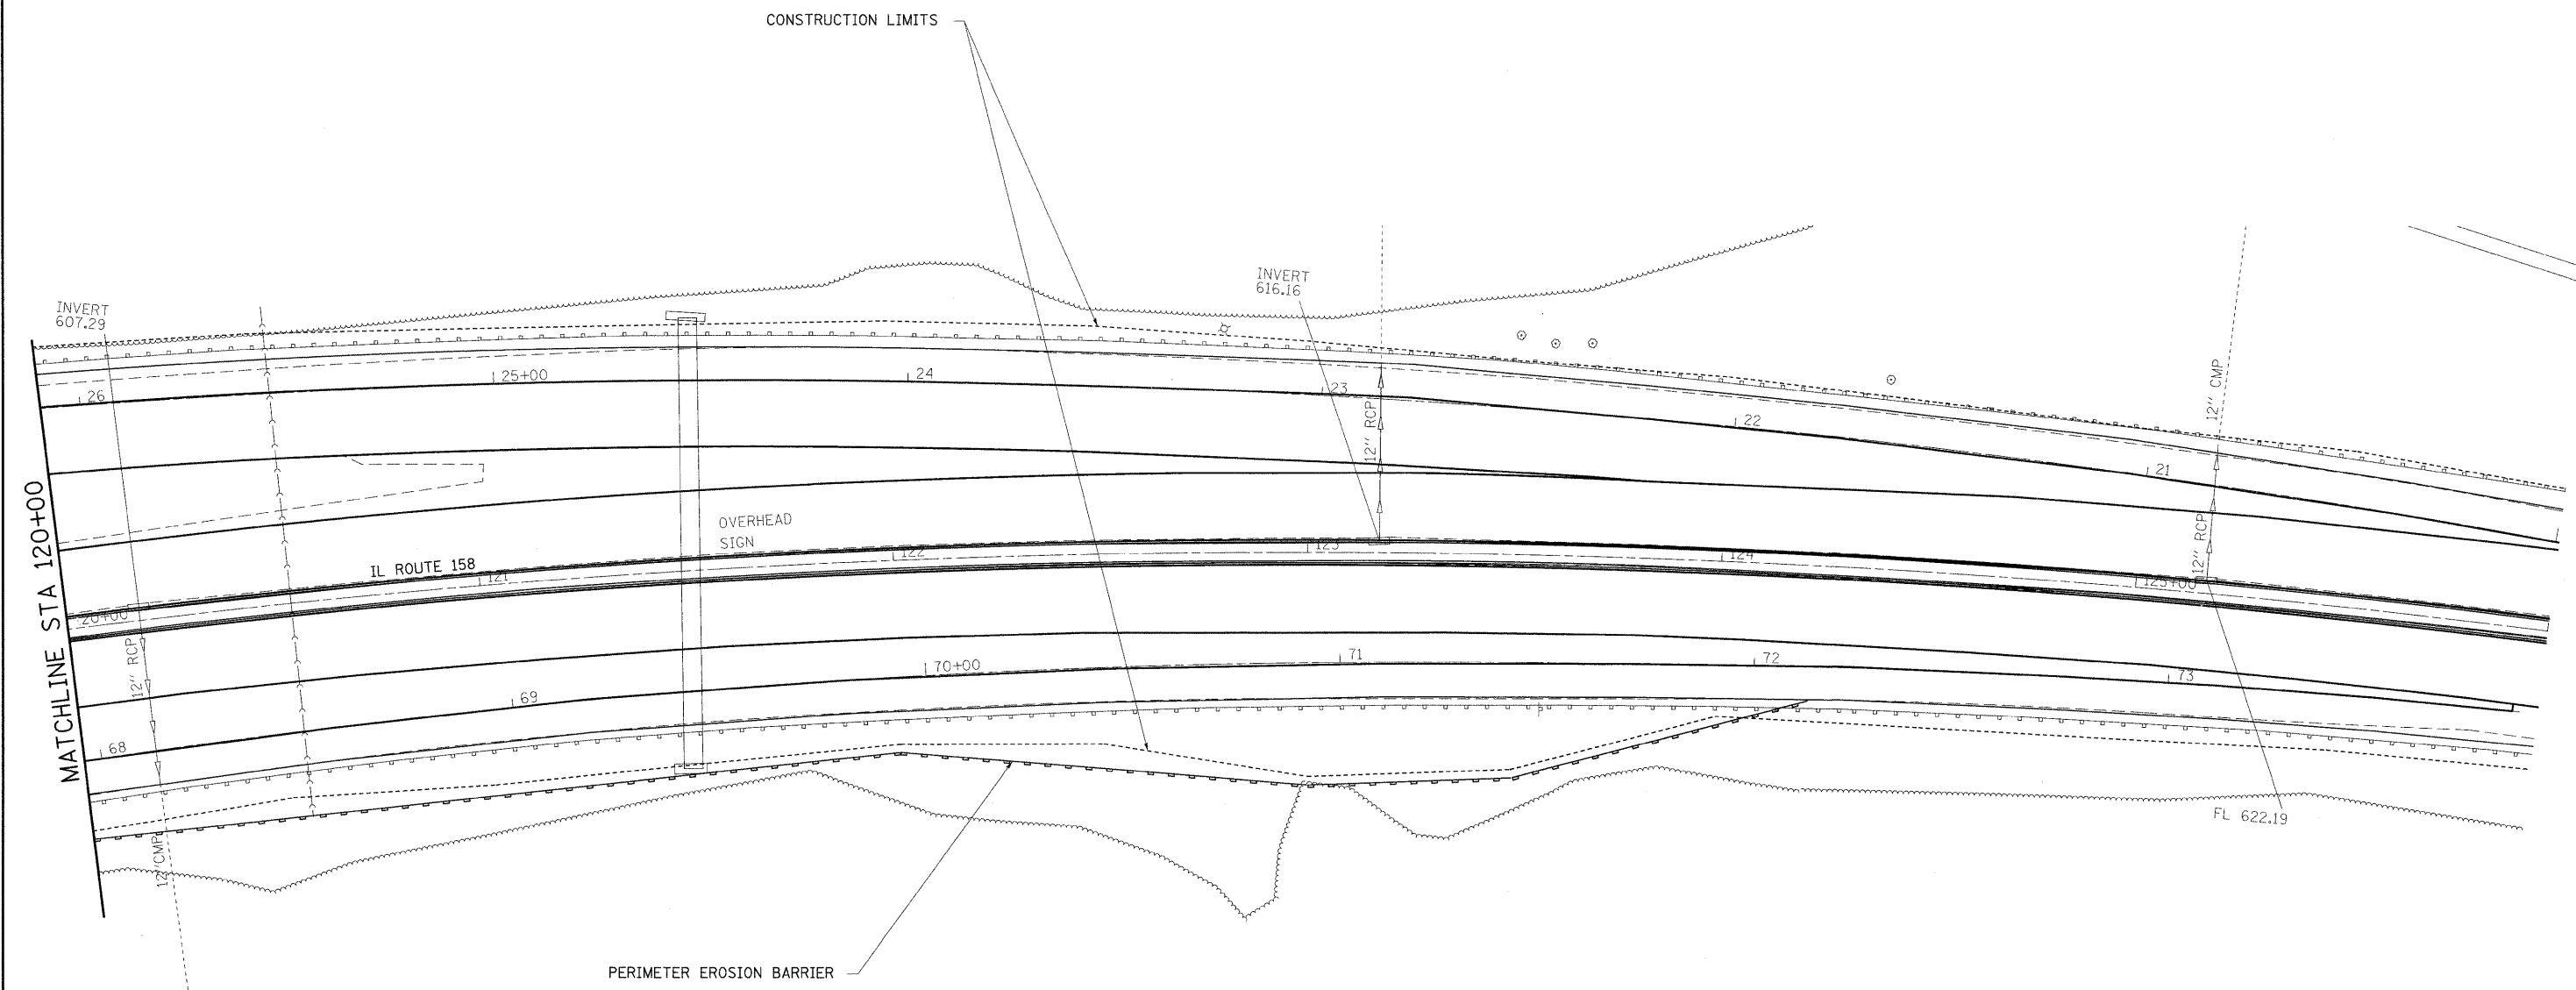 CONSTRUCTION LIMITS
INVERT
616.16
INVERT
607.29
12" CMP
26
25+00
24
23
22
21
12" RCP
12" RCP
OVERHEAD
SIGN
IL ROUTE 158
20+00
121
122
123
124
125+00
MATCHLINE STA 120+00
12" RCP
68
69
70+00
71
72
73
12"CMP
FL 622.19
PERIMETER EROSION BARRIER